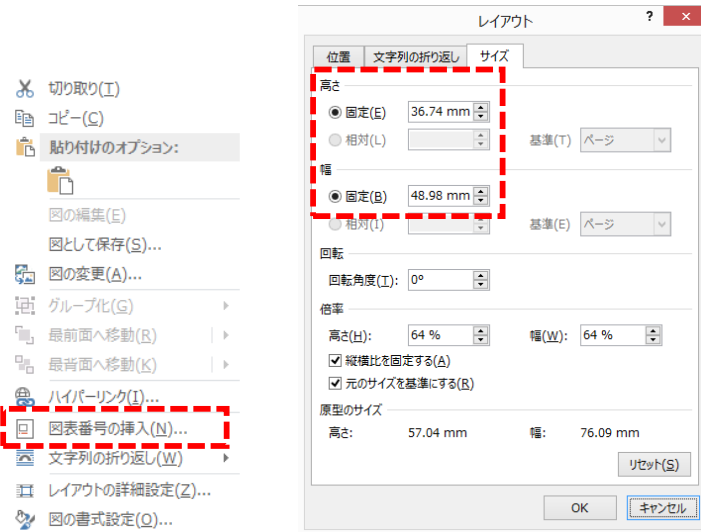 切り取り(T)
コピー(C)
貼り付けのオプション:
図の編集(E)
図として保存(S)...
図の変更(A)...
グループ化(G)
最前面へ移動(R)
最背面へ移動(K)
ハイパーリンク(I)...
図表番号の挿入(N)...
文字列の折り返し(W)
レイアウトの詳細設定(Z)...
図の書式設定(O)...
レイアウト ? ×
位置 文字列の折り返し サイズ
高さ
固定(E) 36.74 mm
相対(L) 基準(T) ページ
幅
固定(B) 48.98 mm
相対(I) 基準(E) ページ
回転
回転角度(T): 0°
倍率
高さ(H): 64 % 幅(W): 64 %
縦横比を固定する(A)
元のサイズを基準にする(R)
原型のサイズ
高さ: 57.04 mm 幅: 76.09 mm
リセット(S)
OK キャンセル